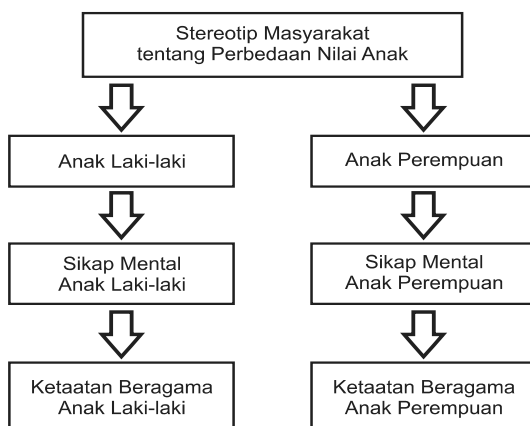 Stereotip Masyarakat
tentang Perbedaan Nilai Anak
Anak Laki-laki
Anak Perempuan
Sikap Mental
Anak Laki-laki
Sikap Mental
Anak Perempuan
Ketaatan Beragama
Anak Laki-laki
Ketaatan Beragama
Anak Perempuan